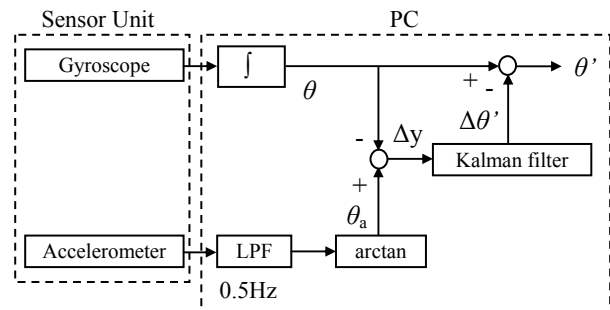 Sensor Unit
PC
Gyroscope
∫
θ
+
-
θ’
Δθ’
-
Δy
Kalman filter
+
θa
Accelerometer
LPF
arctan
0.5Hz